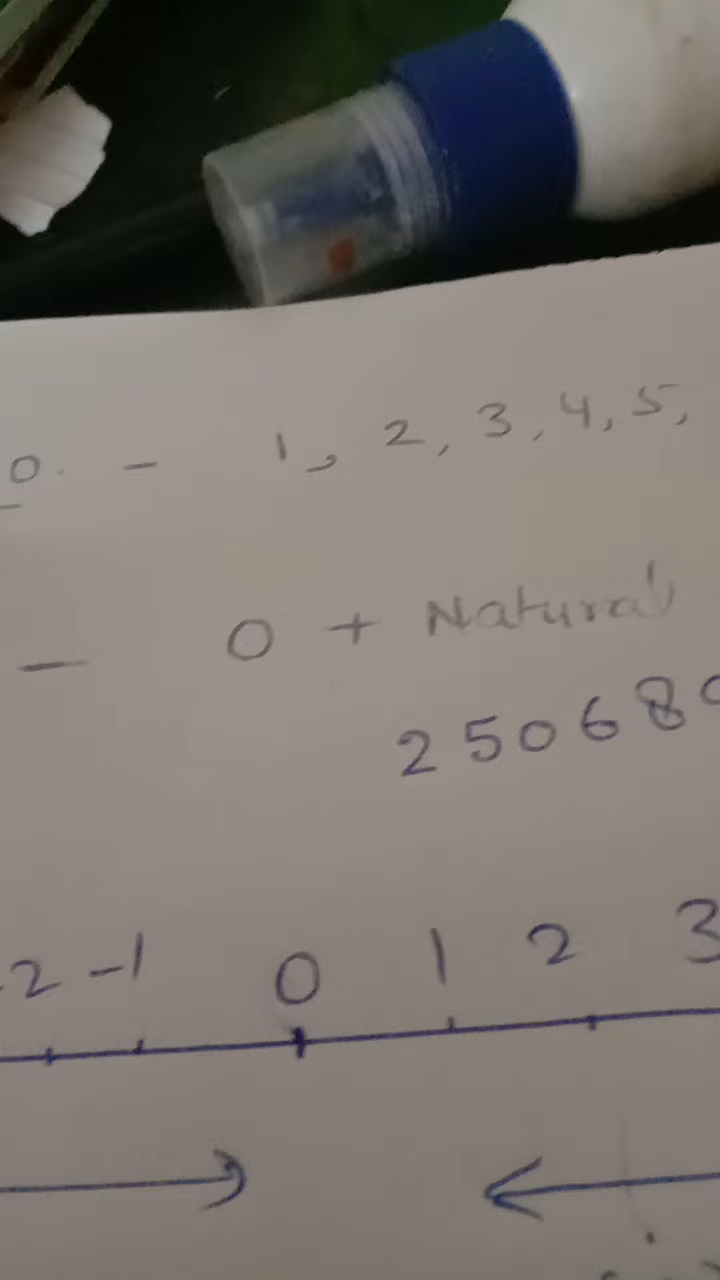 0. - 1, 2, 3, 4, 5,
- 0 + Natural
25068
-2 -1 0 1 2 3